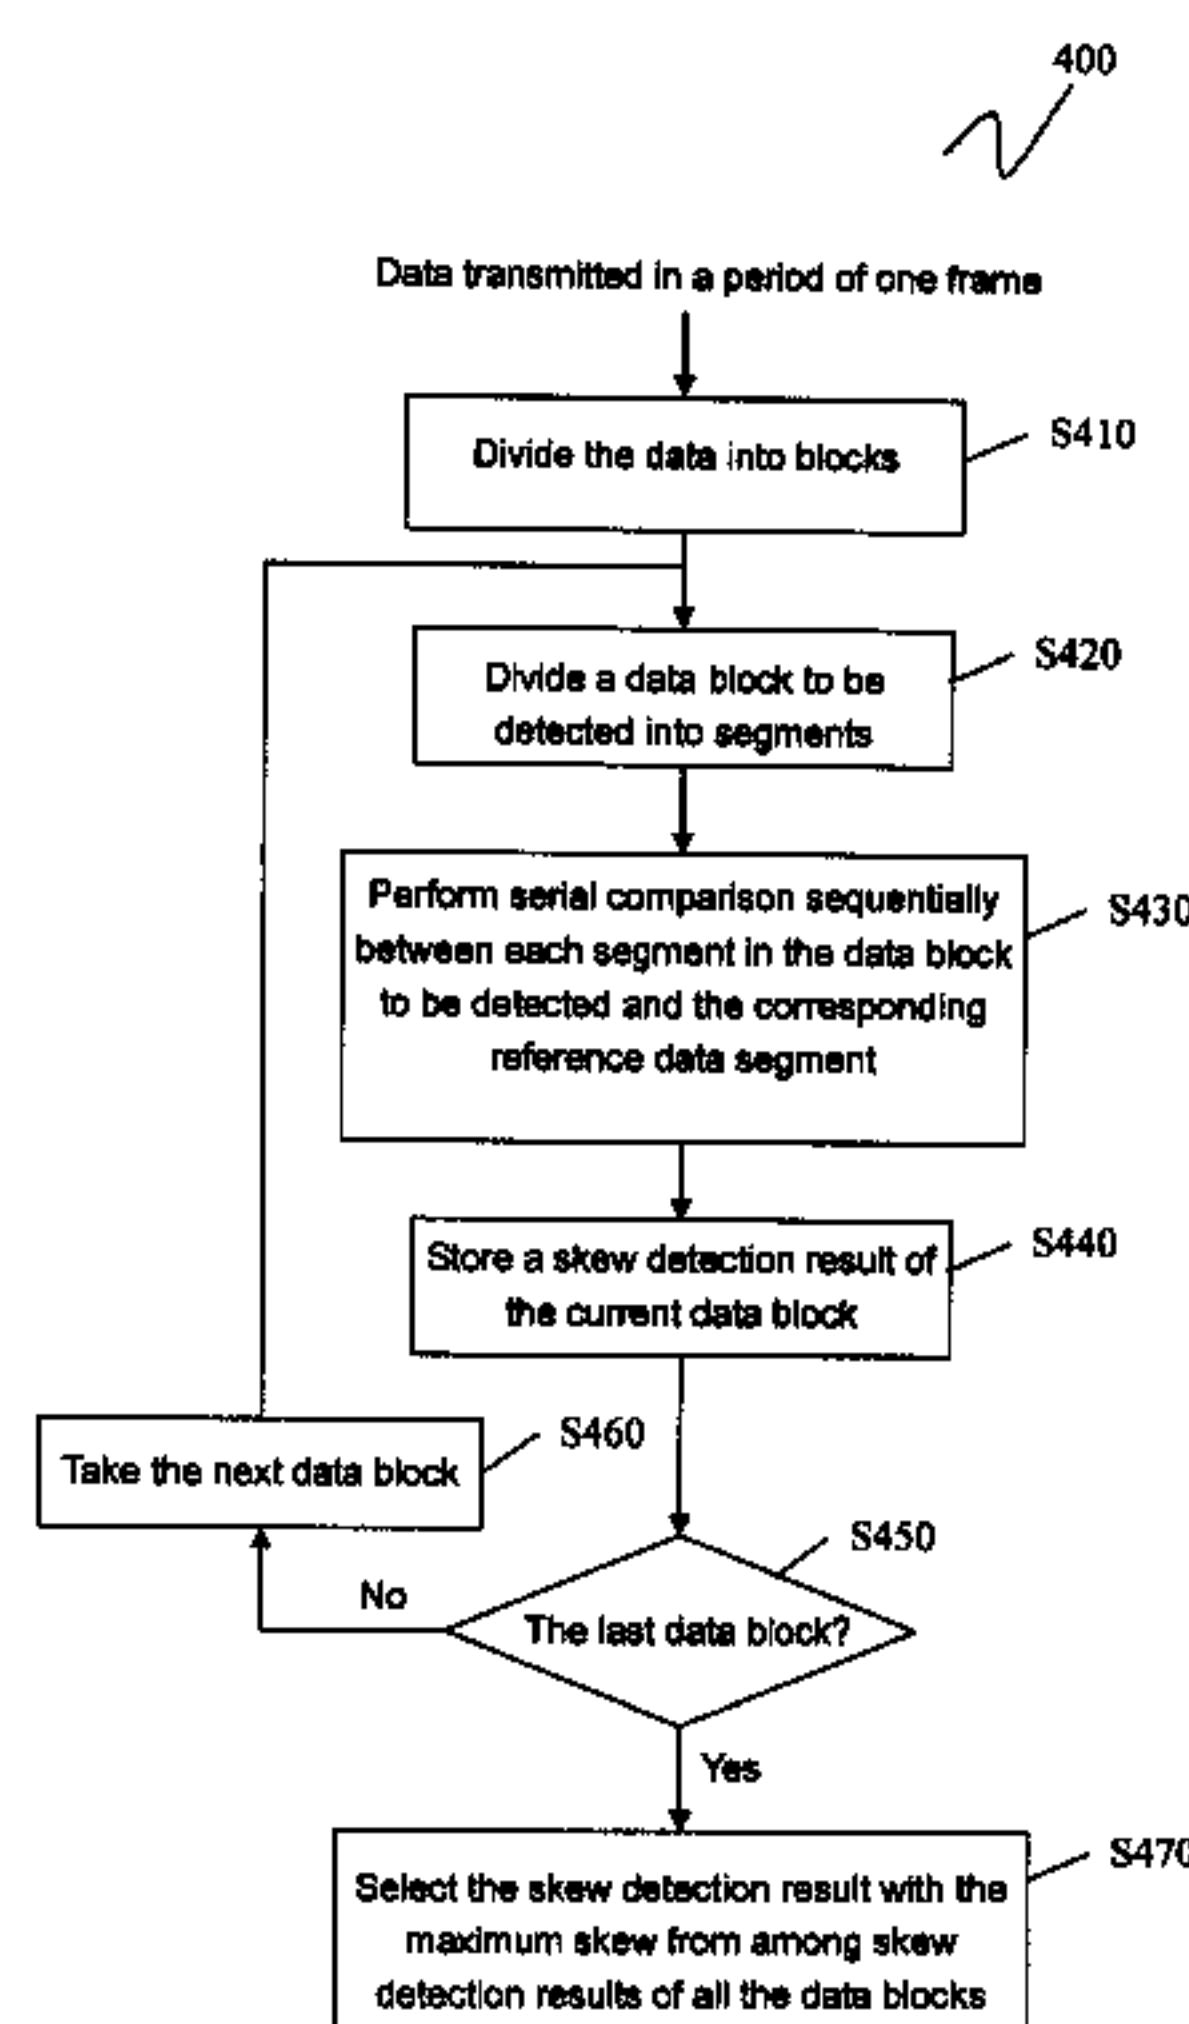 400
Data transmitted in a period of one frame
Divide the data into blocks
S410
Divide a data block to be
detected into segments
S420
Perform serial comparison sequentially
between each segment in the data block
to be detected and the corresponding
reference data segment
S430
Store a skew detection result of
the current data block
S440
Take the next data block
S460
S450
The last data block?
No
Yes
Select the skew detection result with the
maximum skew from among skew
detection results of all the data blocks
S470